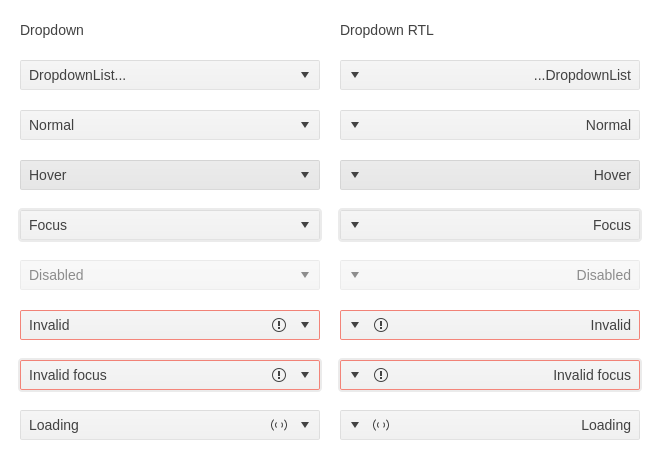 Dropdown
Dropdown RTL
DropdownList...
...DropdownList
Normal
Normal
Hover
Hover
Focus
Focus
Disabled
Disabled
Invalid
Invalid
Invalid focus
Invalid focus
Loading
Loading